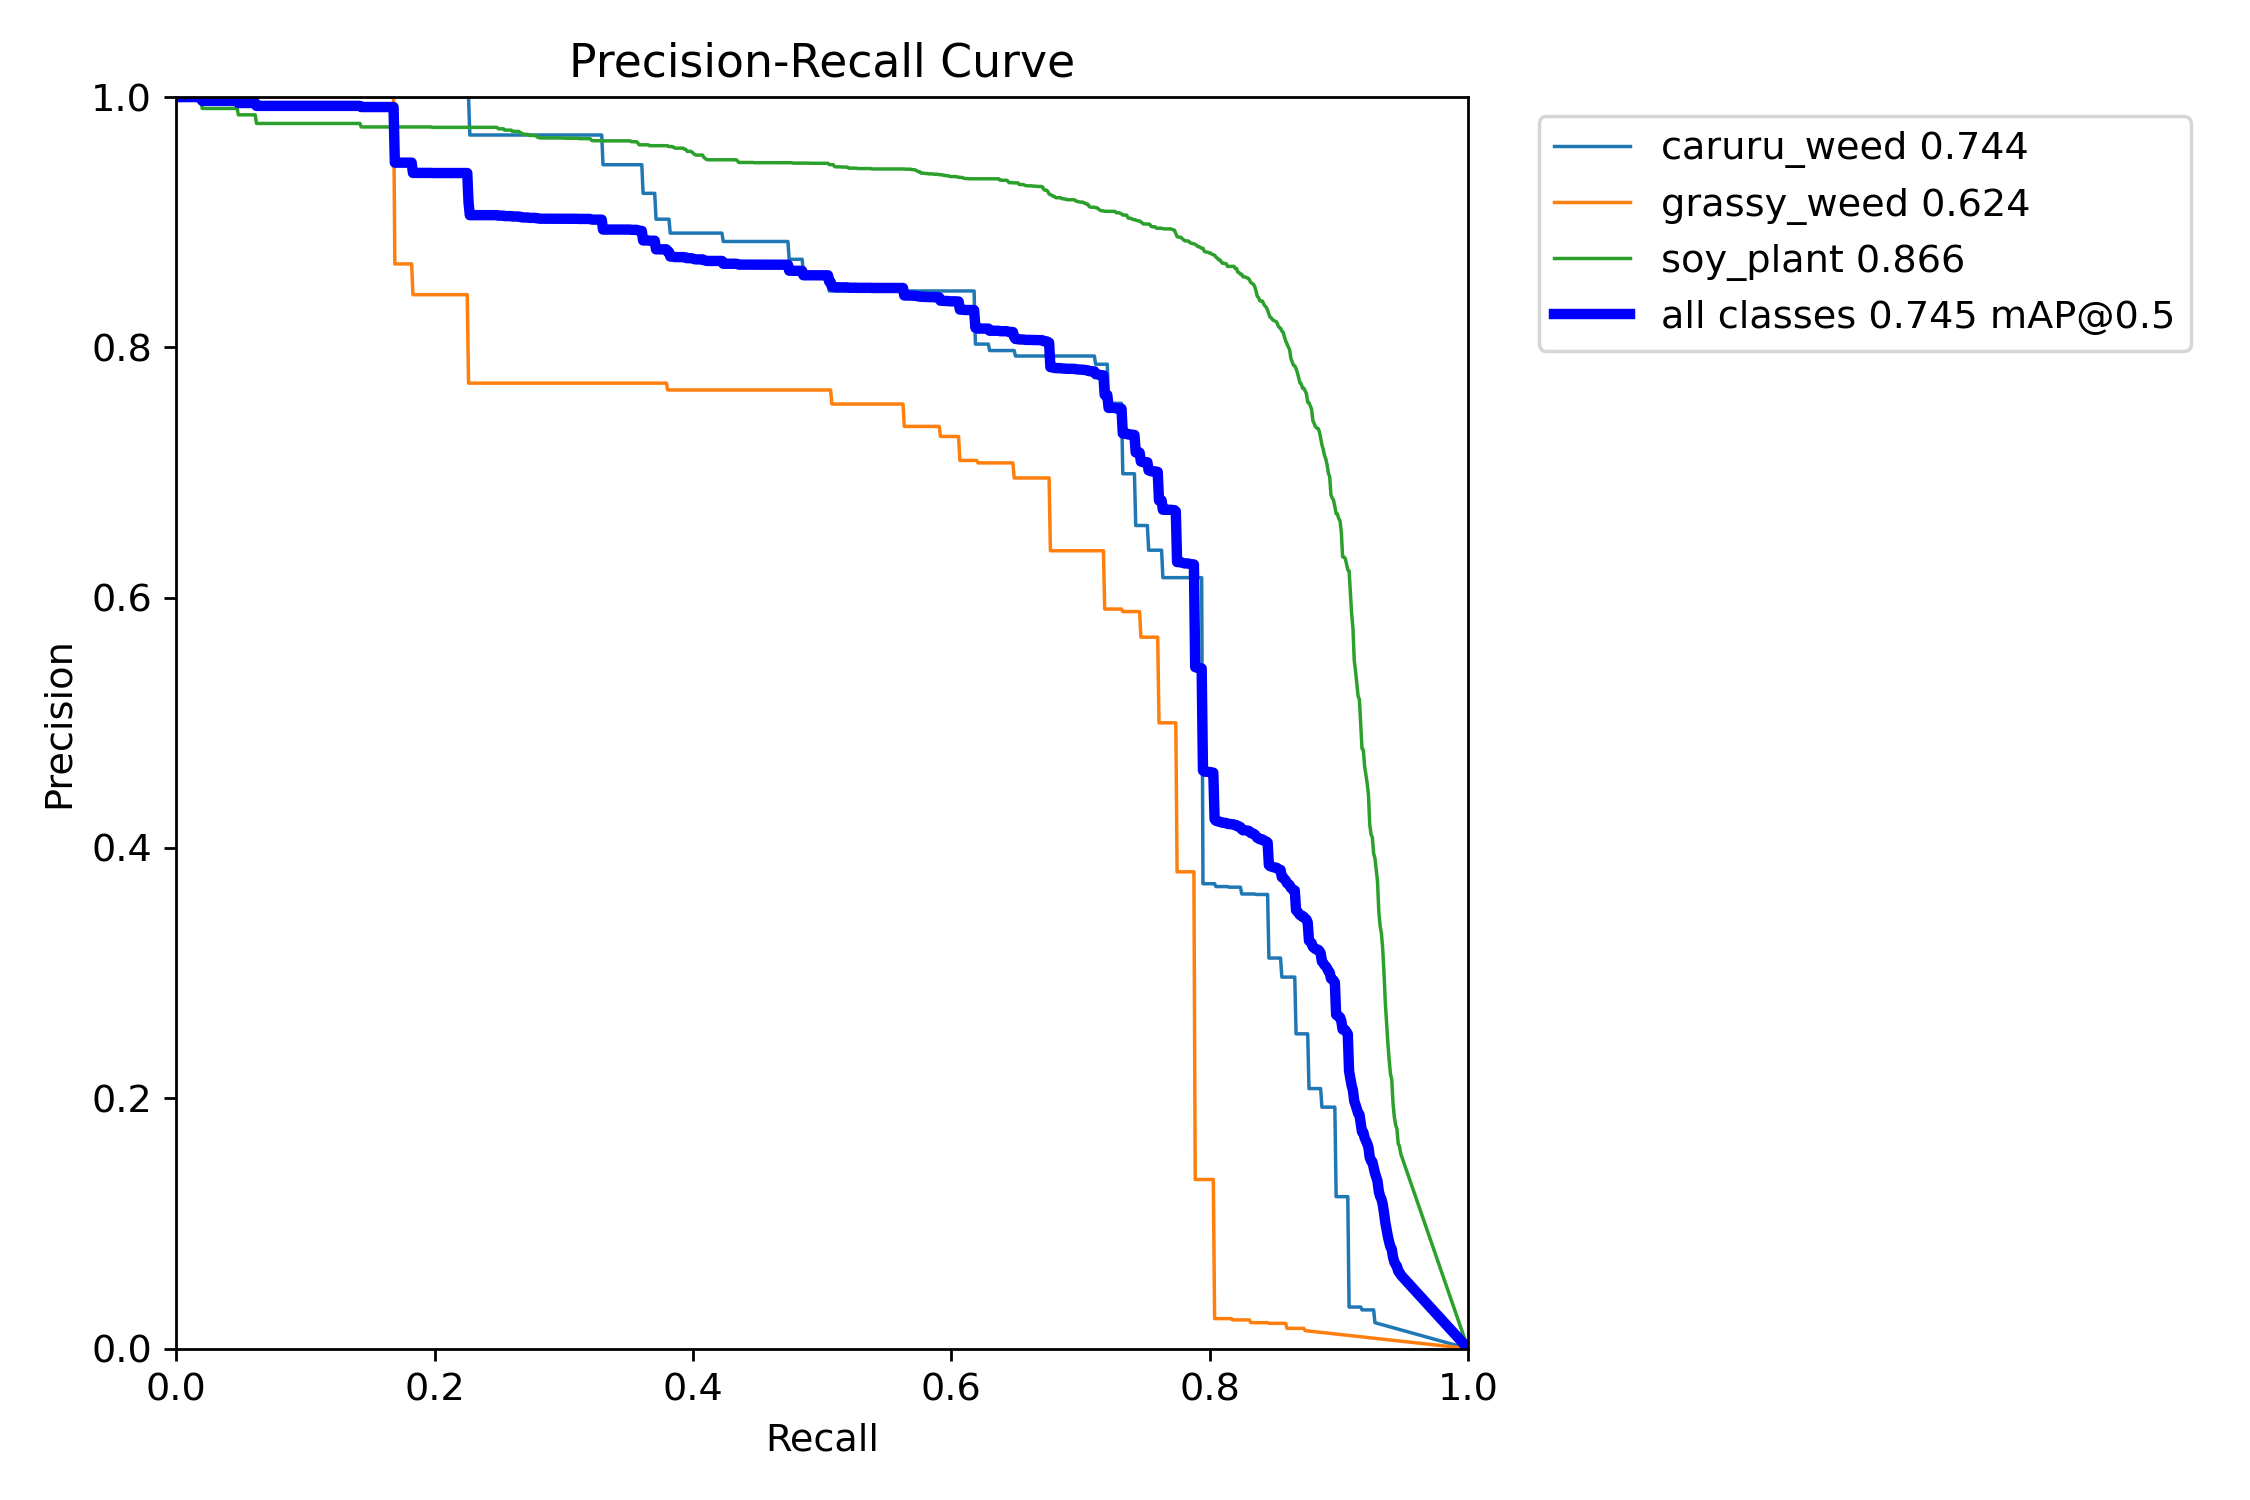 Precision-Recall Curve
1.0
0.8
0.6
0.4
0.2
0.0
Precision
0.0 0.2 0.4 0.6 0.8 1.0
Recall
caruru_weed 0.744
grassy_weed 0.624
soy_plant 0.866
all classes 0.745 mAP@0.5